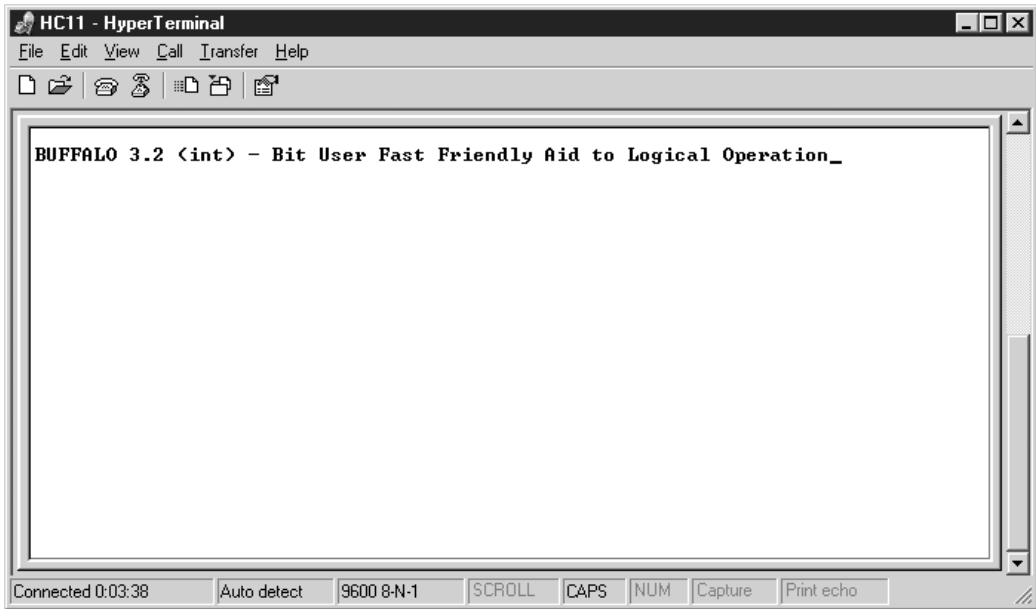 HC11 - HyperTerminal
File Edit View Call Transfer Help
BUFFALO 3.2 (int) - Bit User Fast Friendly Aid to Logical Operation_
Connected 0:03:38 Auto detect 9600 8-N-1 SCROLL CAPS NUM Capture Print echo